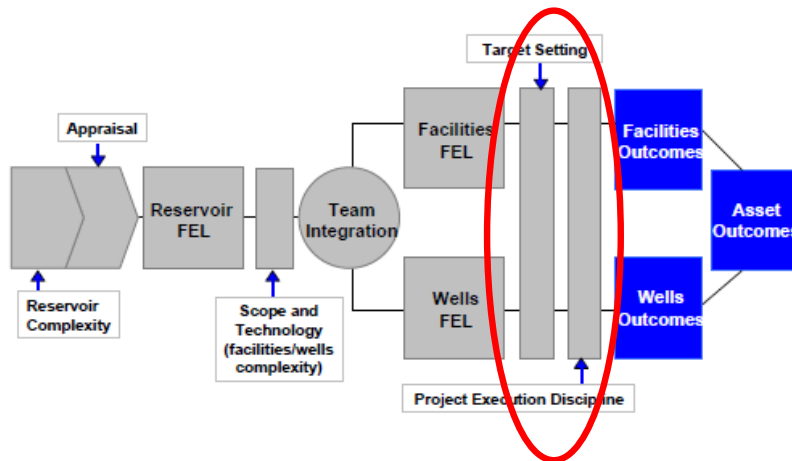 Target Setting
Appraisal
Facilities
FEL
Facilities
Outcomes
Reservoir
FEL
Team
Integration
Asset
Outcomes
Reservoir
Complexity
Scope and
Technology
(facilities/wells
complexity)
Wells
FEL
Wells
Outcomes
Project Execution Discipline